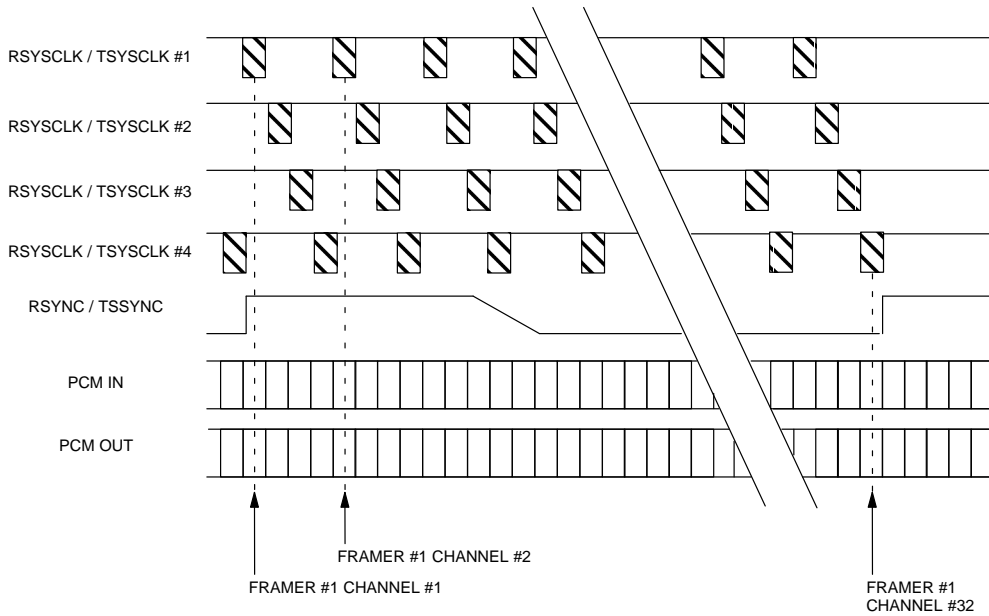 RSYSCLK / TSYSCLK #1
RSYSCLK / TSYSCLK #2
RSYSCLK / TSYSCLK #3
RSYSCLK / TSYSCLK #4
RSYNC / TSSYNC
PCM IN
PCM OUT
FRAMER #1 CHANNEL #2
FRAMER #1 CHANNEL #1
FRAMER #1
CHANNEL #32